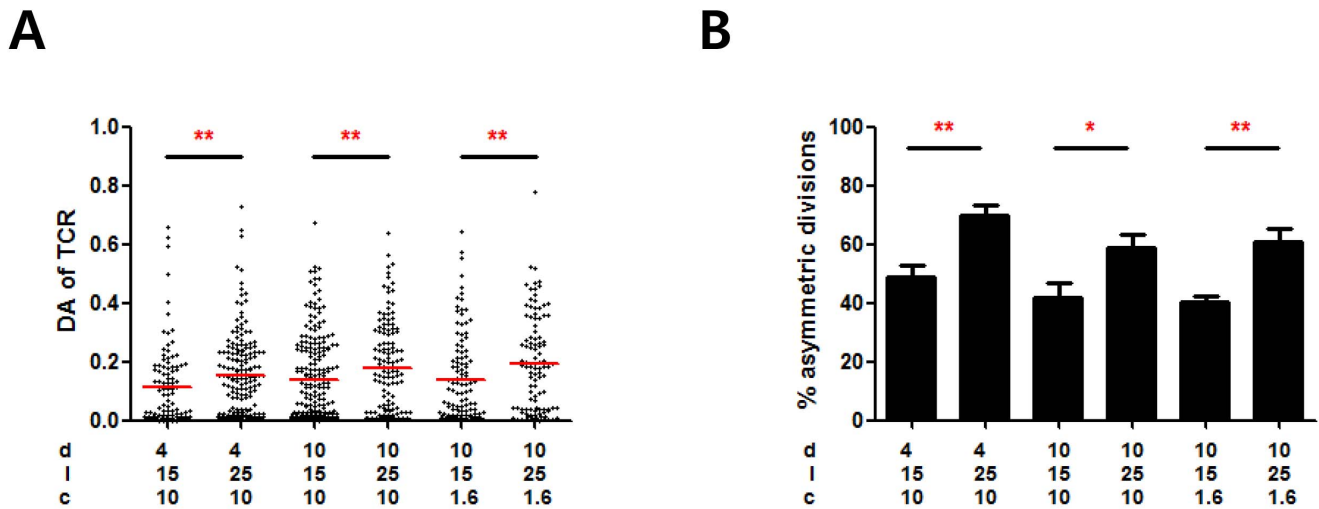 A
B
** ** **
** * **
DA of TCR
1.0
0.8
0.6
0.4
0.2
0.0
% asymmetric divisions
100
80
60
40
20
0
d 4 4 10 10 10 10
l 15 25 15 25 15 25
c 10 10 10 10 1.6 1.6
d 4 4 10 10 10 10
l 15 25 15 25 15 25
c 10 10 10 10 1.6 1.6